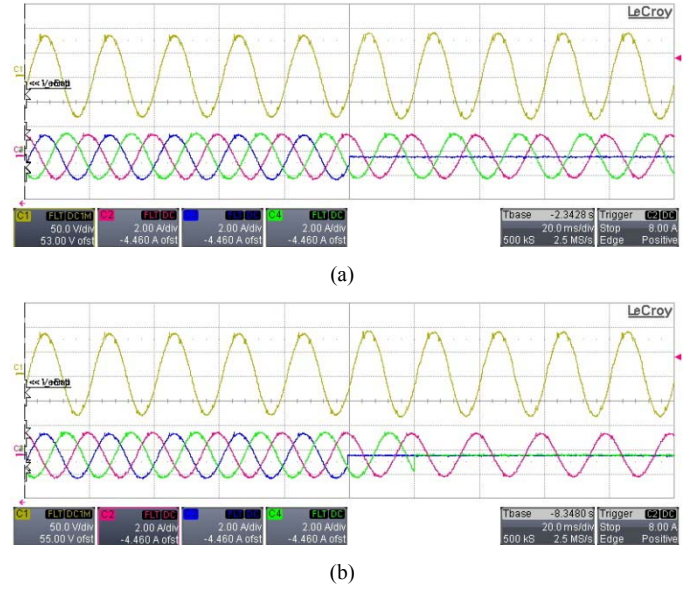 LeCroy
C1
C2
C1 FLT DC1M
50.0 V/div
53.00 V ofst
C2 FLT DC
2.00 A/div
-4.460 A ofst
2.00 A/div
-4.460 A ofst
C4 FLT DC
2.00 A/div
-4.460 A ofst
Tbase -2.3428 s
20.0 ms/div
500 kS 2.5 MS/s
Trigger C2 DC
Stop 8.00 A
Edge Positive
(a)
LeCroy
C1
C1 FLT DC1M
50.0 V/div
55.00 V ofst
C2 FLT DC
2.00 A/div
-4.460 A ofst
2.00 A/div
-4.460 A ofst
C4 FLT DC
2.00 A/div
-4.460 A ofst
Tbase -8.3480 s
20.0 ms/div
500 kS 2.5 MS/s
Trigger C2 DC
Stop 8.00 A
Edge Positive
(b)